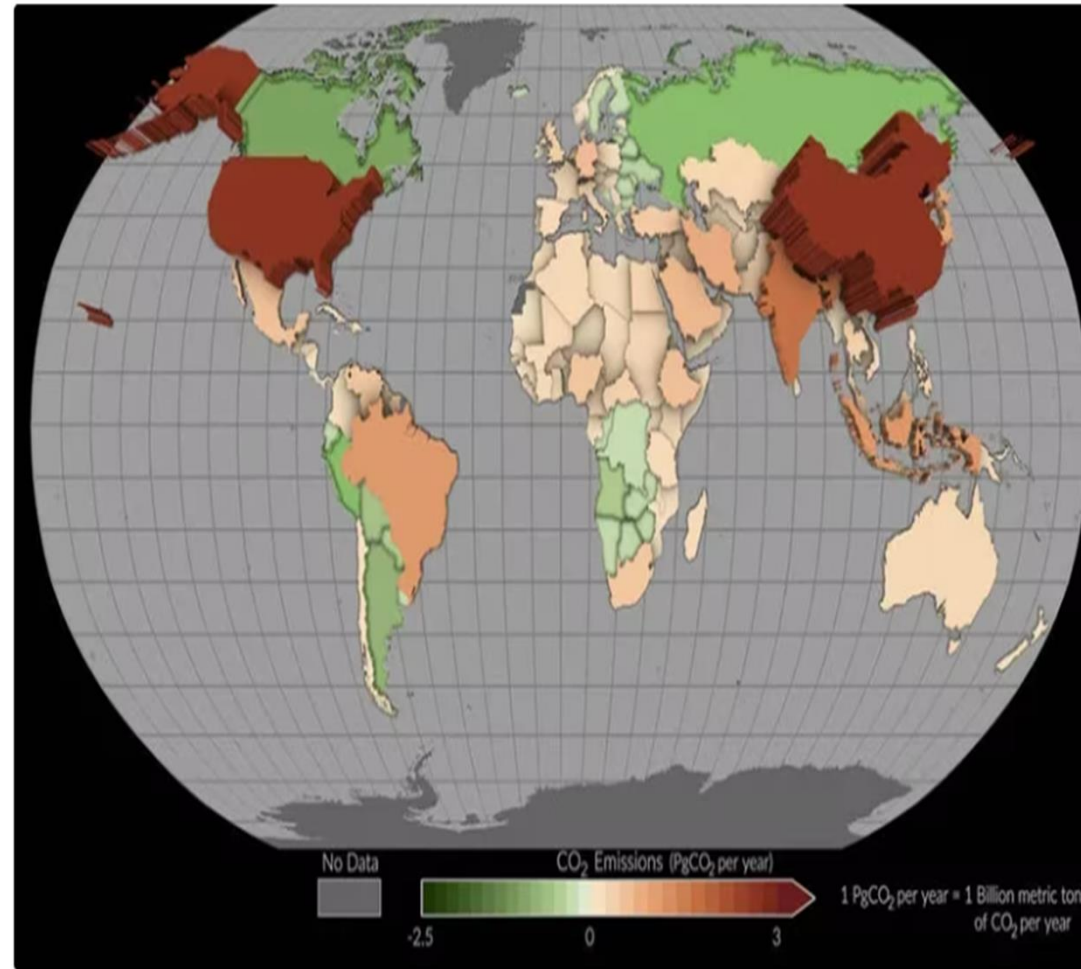 No Data
CO₂ Emissions (PgCO₂ per year)
-2.5
0
3
1 PgCO₂ per year = 1 Billion metric ton
of CO₂ per year